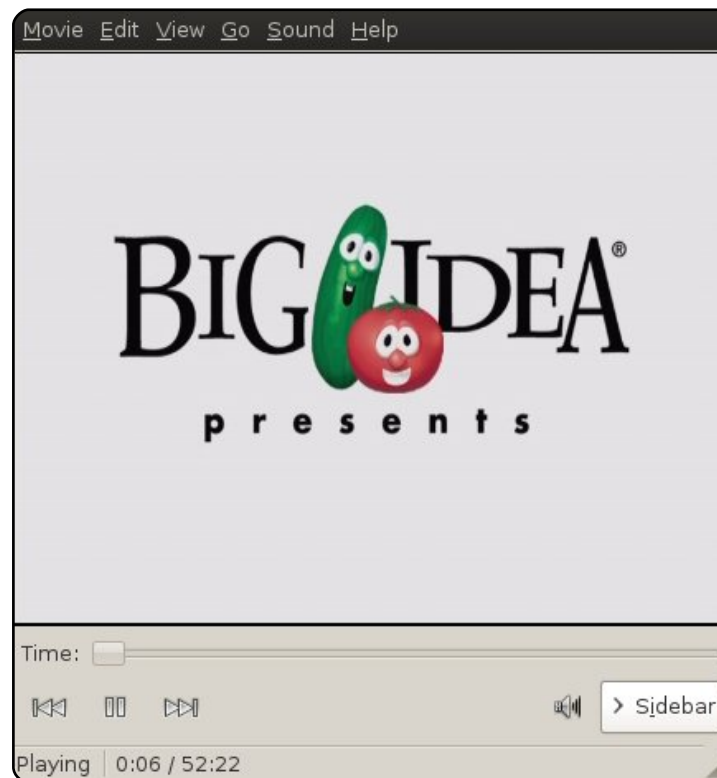 Movie Edit View Go Sound Help
BIG IDEA®
presents
Time:
Sidebar
Playing 0:06 / 52:22